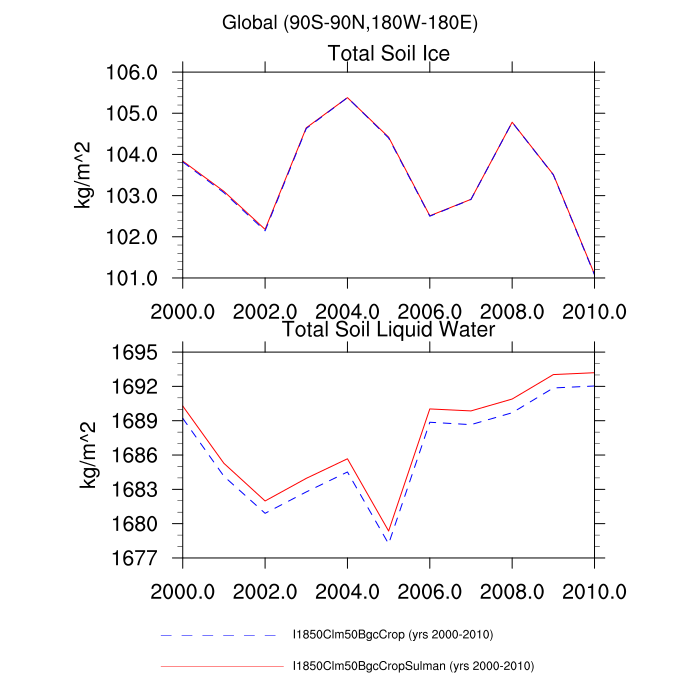 Global (90S-90N,180W-180E)
Total Soil Ice
106.0
105.0
104.0
103.0
102.0
101.0
kg/m^2
2000.0 2002.0 2004.0 2006.0 2008.0 2010.0
Total Soil Liquid Water
1695
1692
1689
1686
1683
1680
1677
kg/m^2
2000.0 2002.0 2004.0 2006.0 2008.0 2010.0
I1850Clm50BgcCrop (yrs 2000-2010)
I1850Clm50BgcCropSulman (yrs 2000-2010)